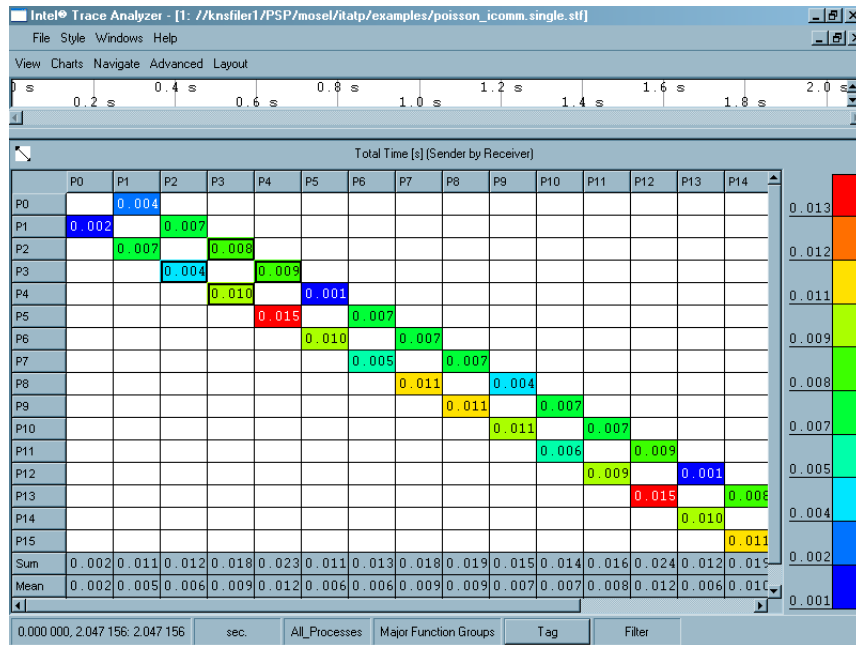 Intel® Trace Analyzer - [1: //knsfiler1/PSP/mosel/itatp/examples/poisson_icomm.single.stf]
File Style Windows Help
View Charts Navigate Advanced Layout
0 s 0.4 s 0.8 s 1.2 s 1.6 s 2.0 s
0.2 s 0.6 s 1.0 s 1.4 s 1.8 s
Total Time [s] (Sender by Receiver)
P0 P1 P2 P3 P4 P5 P6 P7 P8 P9 P10 P11 P12 P13 P14
P0 0.004
P1 0.002 0.007
P2 0.007 0.008
P3 0.004 0.009
P4 0.010 0.001
P5 0.015 0.007
P6 0.010 0.007
P7 0.005 0.007
P8 0.011 0.004
P9 0.011 0.007
P10 0.011 0.007
P11 0.006 0.009
P12 0.009 0.001
P13 0.015 0.008
P14 0.010
P15 0.011
Sum 0.002 0.011 0.012 0.018 0.023 0.011 0.013 0.018 0.019 0.015 0.014 0.016 0.024 0.012 0.019
Mean 0.002 0.005 0.006 0.009 0.012 0.006 0.006 0.009 0.009 0.007 0.007 0.008 0.012 0.006 0.010
0.013
0.012
0.011
0.009
0.008
0.007
0.005
0.004
0.002
0.001
0.000 000, 2.047 156: 2.047 156 sec. All_Processes Major Function Groups Tag Filter